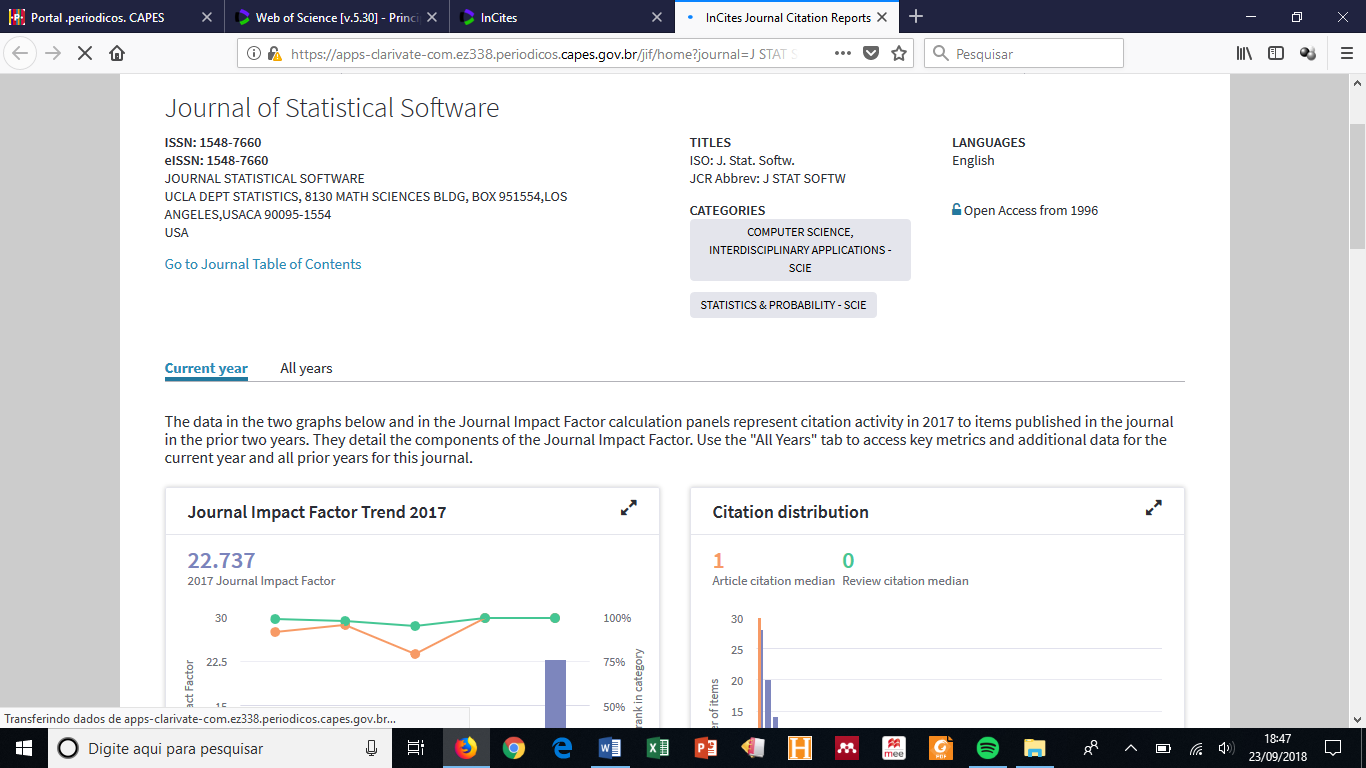 Portal .periodicos. CAPES
Web of Science [v.5.30] - Princi
InCites
InCites Journal Citation Reports
https://apps-clarivate-com.ez338.periodicos.capes.gov.br/jif/home?journal=J STAT S
Pesquisar
Journal of Statistical Software
ISSN: 1548-7660
eISSN: 1548-7660
JOURNAL STATISTICAL SOFTWARE
UCLA DEPT STATISTICS, 8130 MATH SCIENCES BLDG, BOX 951554,LOS
ANGELES,USACA 90095-1554
USA
Go to Journal Table of Contents
TITLES
ISO: J. Stat. Softw.
JCR Abbrev: J STAT SOFTW
CATEGORIES
COMPUTER SCIENCE,
INTERDISCIPLINARY APPLICATIONS -
SCIE
STATISTICS & PROBABILITY - SCIE
LANGUAGES
English
Open Access from 1996
Current year
All years
The data in the two graphs below and in the Journal Impact Factor calculation panels represent citation activity in 2017 to items published in the journal
in the prior two years. They detail the components of the Journal Impact Factor. Use the "All Years" tab to access key metrics and additional data for the
current year and all prior years for this journal.
Journal Impact Factor Trend 2017
22.737
2017 Journal Impact Factor
30
22.5
15
act Factor
100%
75%
50%
rank in category
Citation distribution
1
Article citation median
0
Review citation median
30
25
20
15
er of items
Transferindo dados de apps-clarivate-com.ez338.periodicos.capes.gov.br...
Digite aqui para pesquisar
18:47
23/09/2018